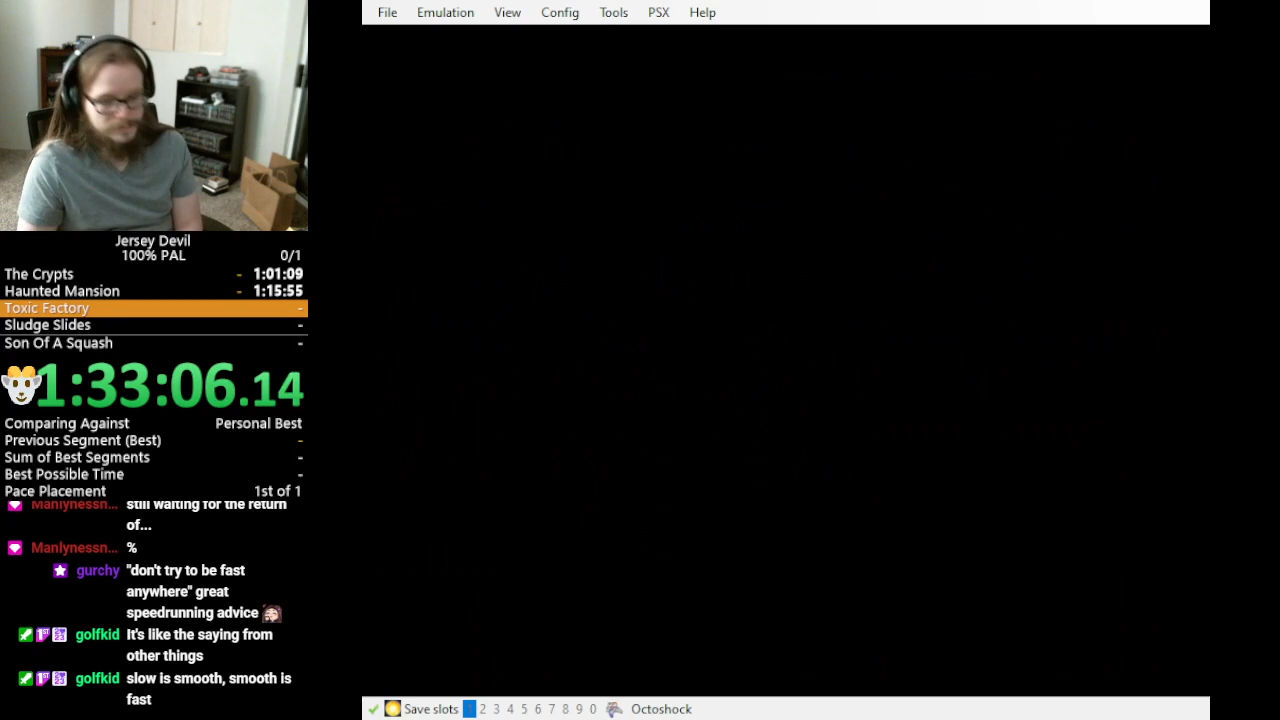 File Emulation View Config Tools PSX Help
Jersey Devil
100% PAL 0/1
The Crypts - 1:01:09
Haunted Mansion - 1:15:55
Toxic Factory -
Sludge Slides -
Son Of A Squash -
1:33:06.14
Comparing Against Personal Best
Previous Segment (Best) -
Sum of Best Segments -
Best Possible Time -
Pace Placement 1st of 1
Manlynessn... still waiting for the return
of...
Manlynessn... %
gurchy "don't try to be fast
anywhere" great
speedrunning advice
golfkid It's like the saying from
other things
golfkid slow is smooth, smooth is
fast
Save slots 1 2 3 4 5 6 7 8 9 0 Octoshock